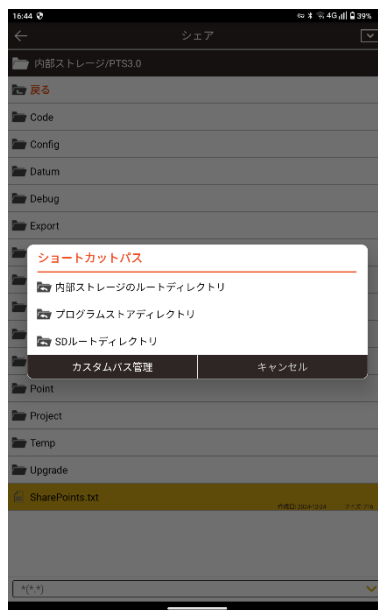 16:44 4G 39%
シェア
内部ストレージ/PTS3.0
戻る
Code
Config
Datum
Debug
Export
ショートカットパス
内部ストレージのルートディレクトリ
プログラムストアディレクトリ
SDルートディレクトリ
カスタムパス管理 キャンセル
Point
Project
Temp
Upgrade
SharePoints.txt
*(*.*)